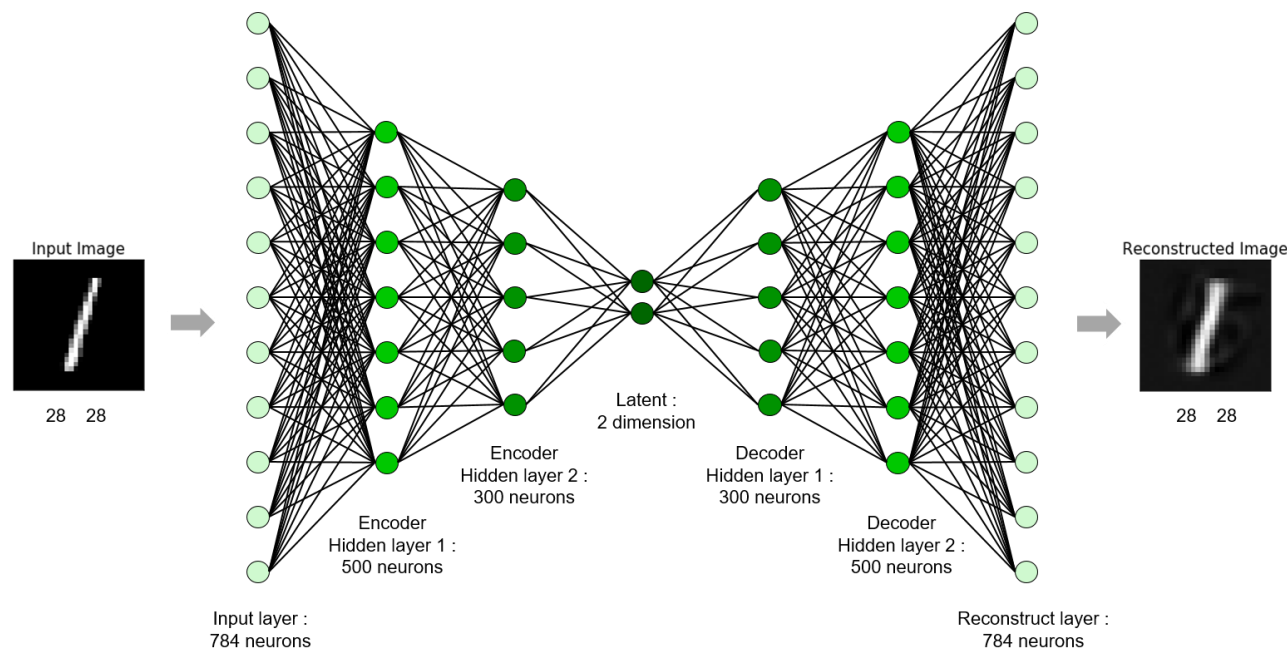 Input Image
28 28
Input layer :
784 neurons
Encoder
Hidden layer 1 :
500 neurons
Encoder
Hidden layer 2 :
300 neurons
Latent :
2 dimension
Decoder
Hidden layer 1 :
300 neurons
Decoder
Hidden layer 2 :
500 neurons
Reconstruct layer :
784 neurons
Reconstructed Image
28 28